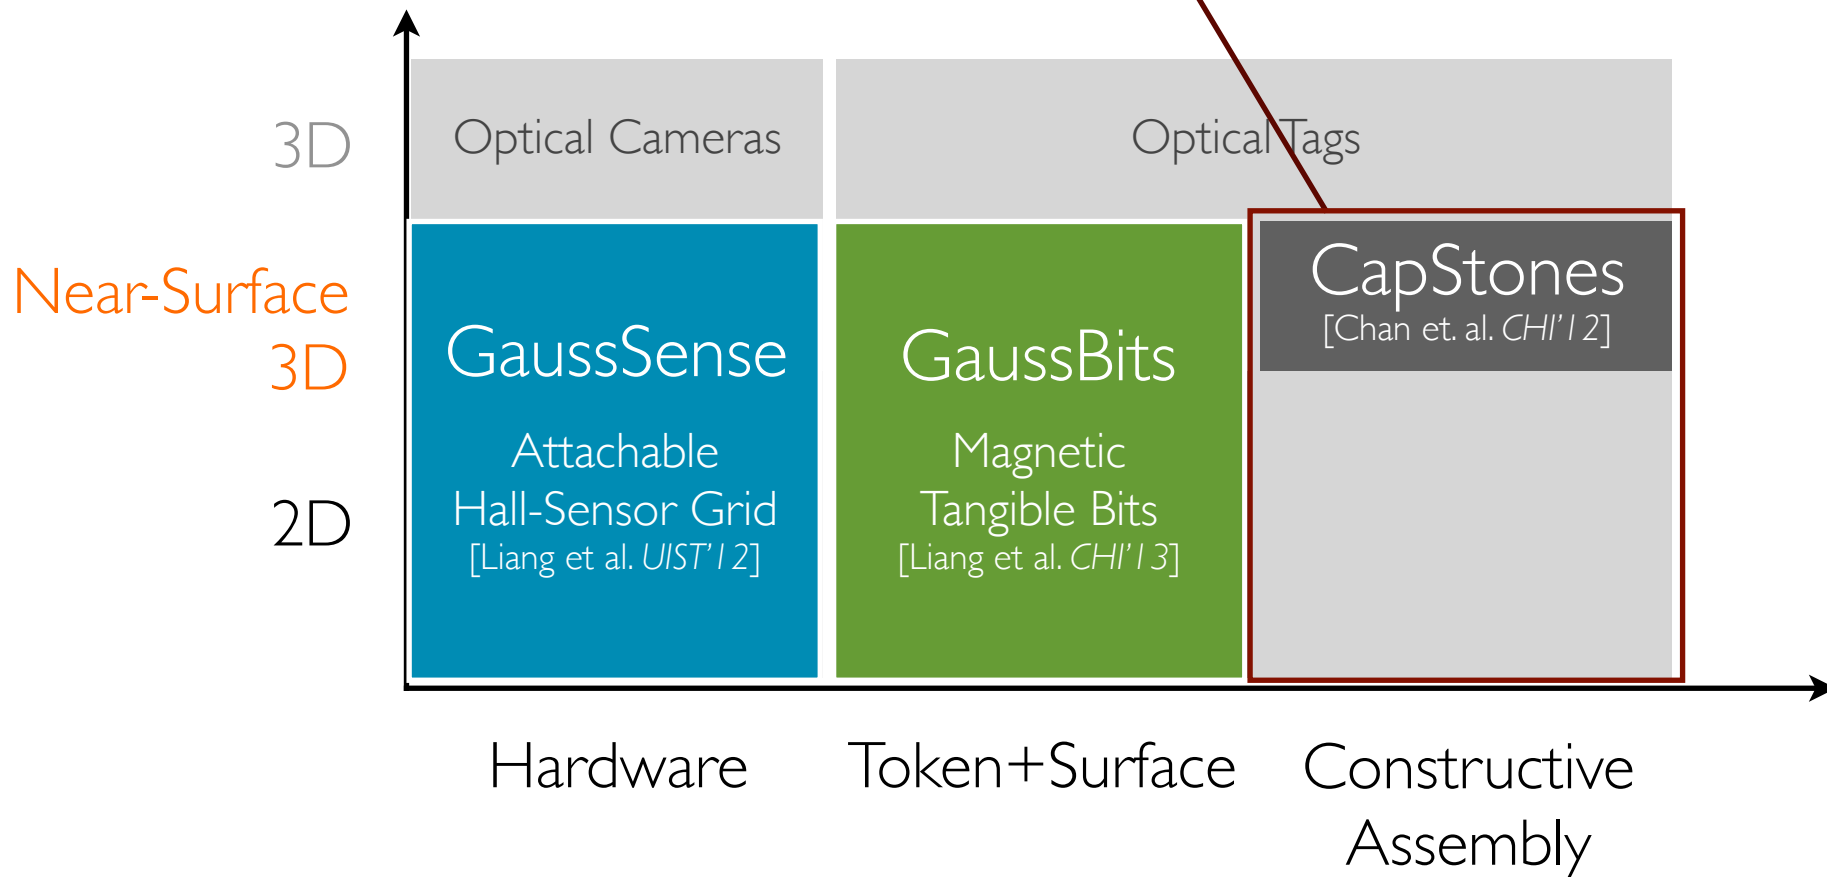 3D
Optical Cameras
Optical Tags
Near-Surface
3D
2D
GaussSense
Attachable
Hall-Sensor Grid
[Liang et al. UIST'12]
GaussBits
Magnetic
Tangible Bits
[Liang et al. CHI'13]
CapStones
[Chan et. al. CHI'12]
Hardware
Token+Surface
Constructive
Assembly